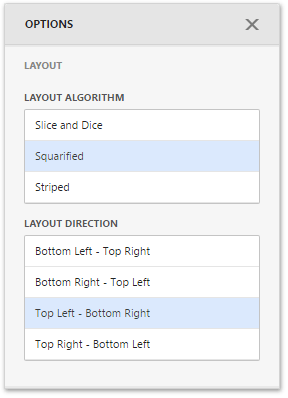 OPTIONS
LAYOUT
LAYOUT ALGORITHM
Slice and Dice
Squarified
Striped
LAYOUT DIRECTION
Bottom Left - Top Right
Bottom Right - Top Left
Top Left - Bottom Right
Top Right - Bottom Left